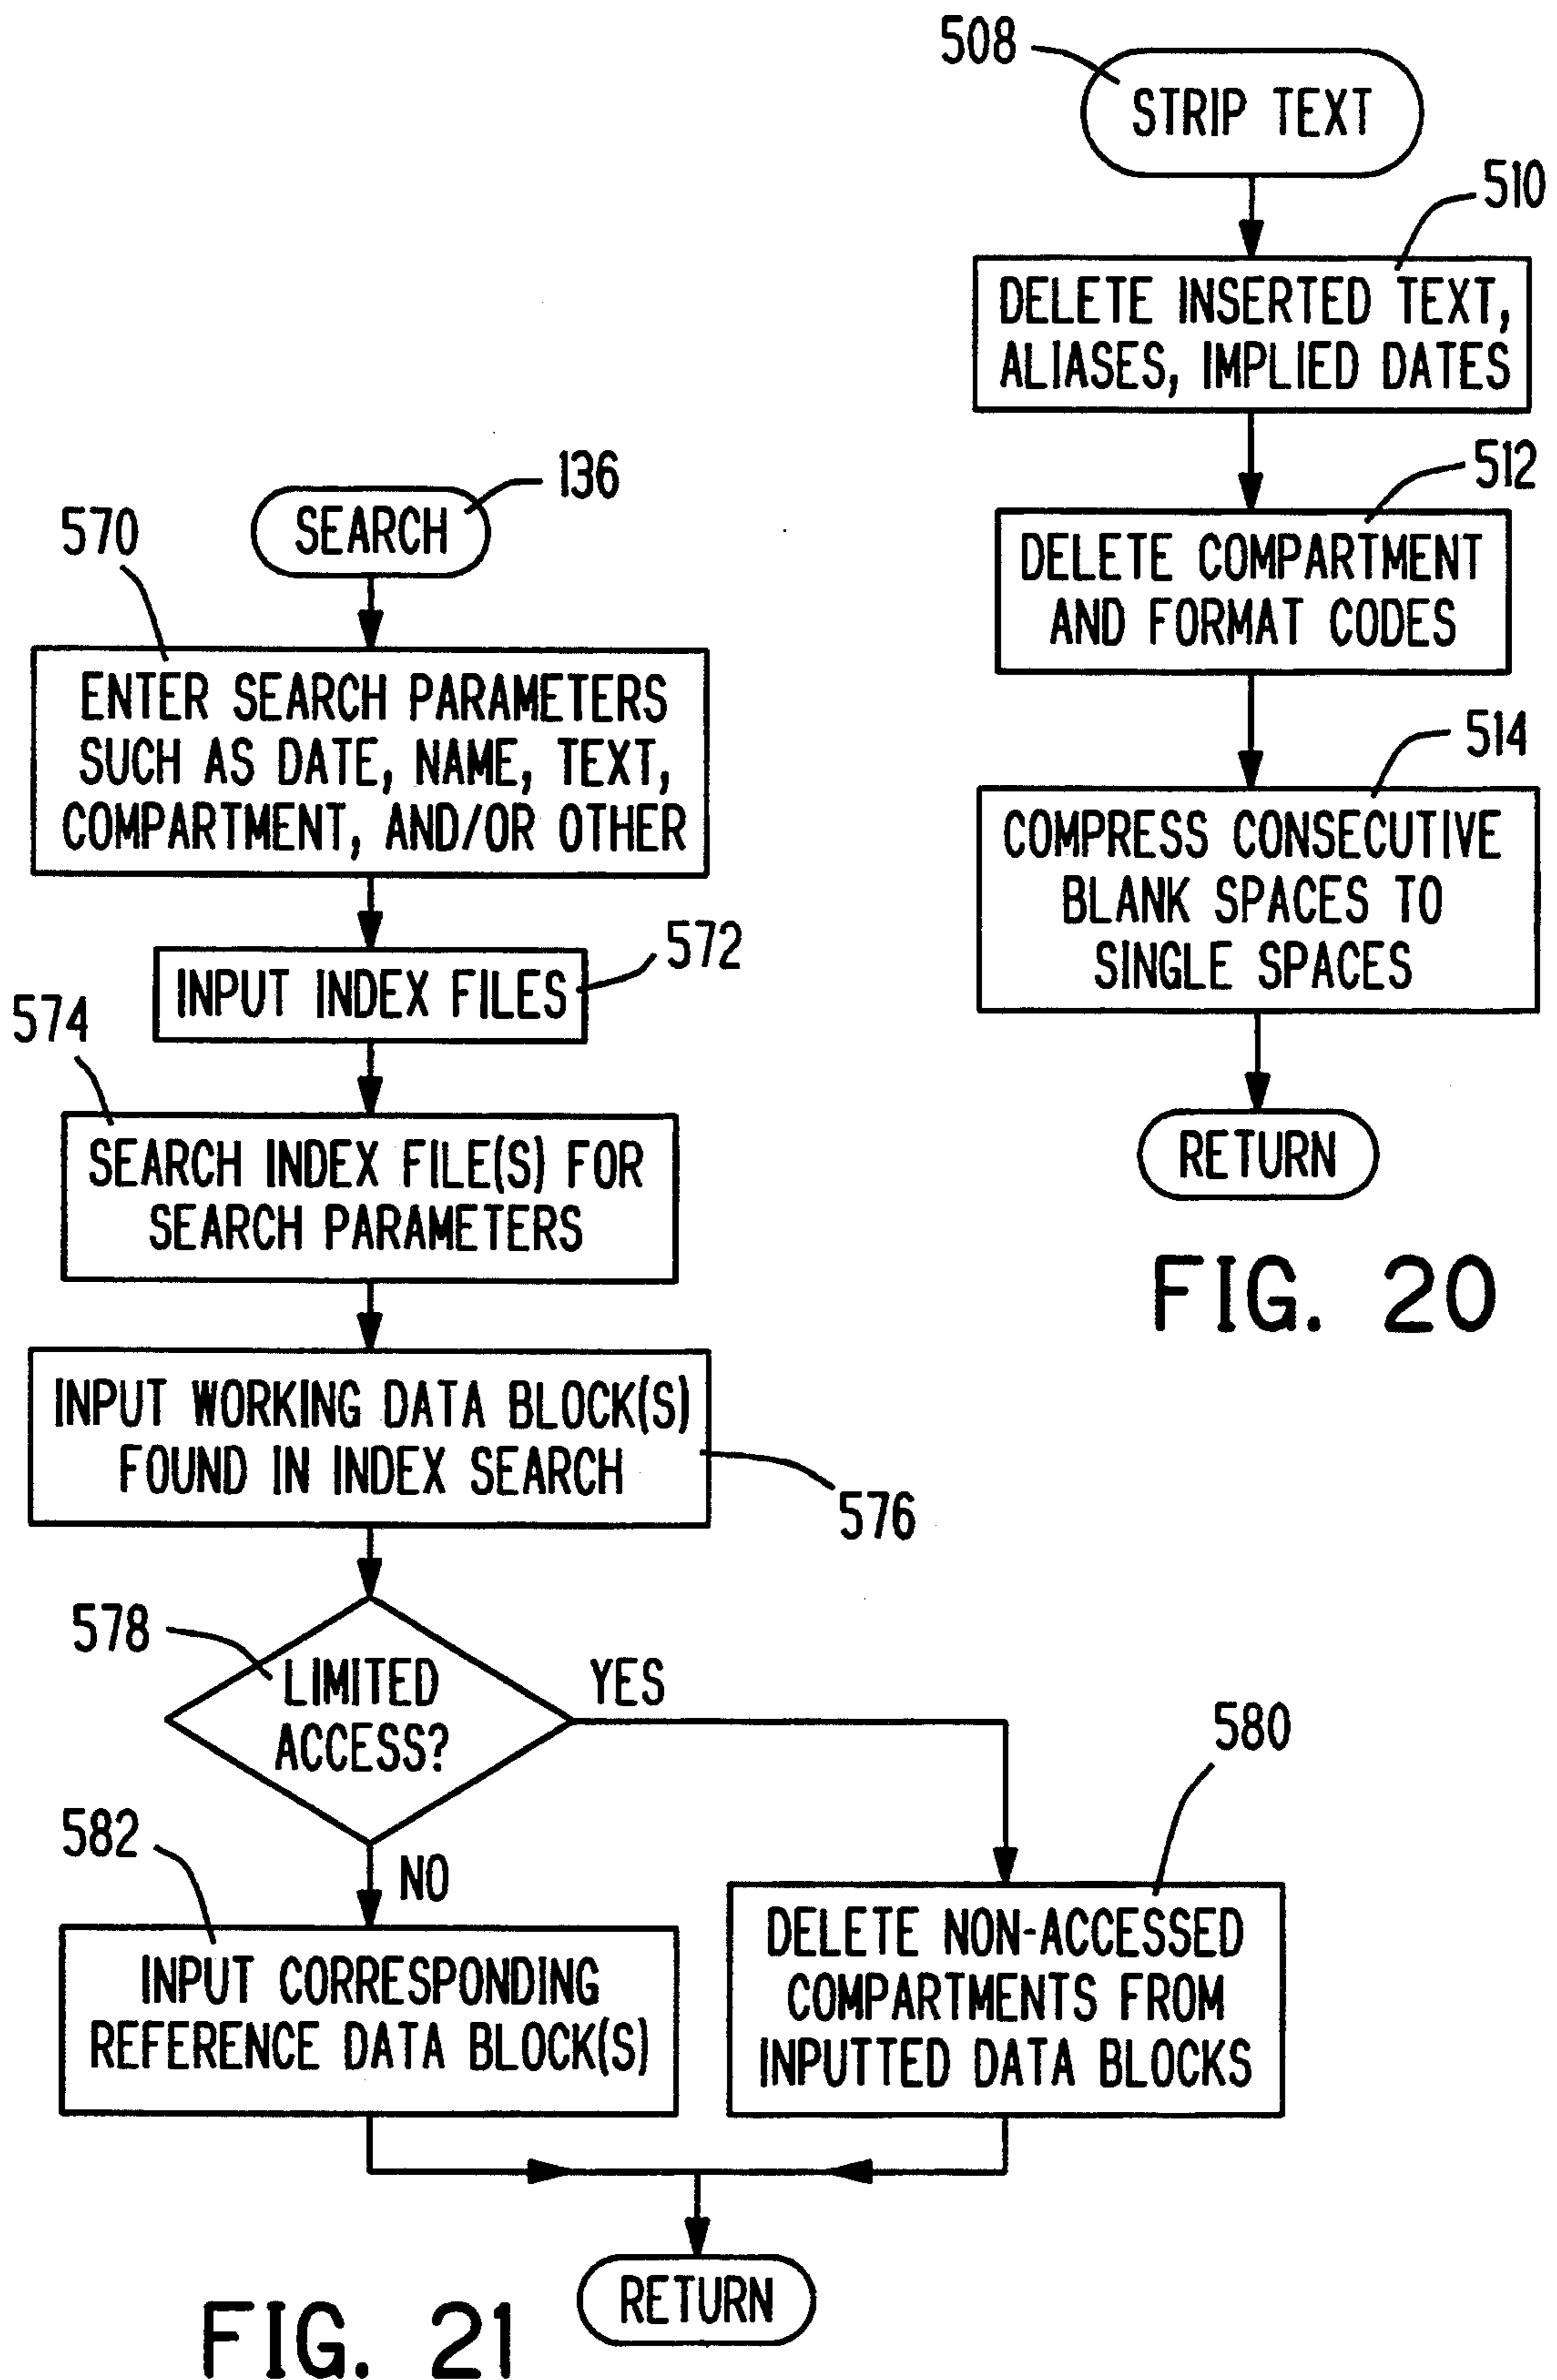 508
STRIP TEXT
510
DELETE INSERTED TEXT,
ALIASES, IMPLIED DATES
512
DELETE COMPARTMENT
AND FORMAT CODES
514
COMPRESS CONSECUTIVE
BLANK SPACES TO
SINGLE SPACES
RETURN
FIG. 20
136
SEARCH
570
ENTER SEARCH PARAMETERS
SUCH AS DATE, NAME, TEXT,
COMPARTMENT, AND/OR OTHER
572
INPUT INDEX FILES
574
SEARCH INDEX FILE(S) FOR
SEARCH PARAMETERS
INPUT WORKING DATA BLOCK(S)
FOUND IN INDEX SEARCH
576
578
LIMITED
ACCESS?
YES
580
582
NO
DELETE NON-ACCESSED
COMPARTMENTS FROM
INPUTTED DATA BLOCKS
INPUT CORRESPONDING
REFERENCE DATA BLOCK(S)
RETURN
FIG. 21